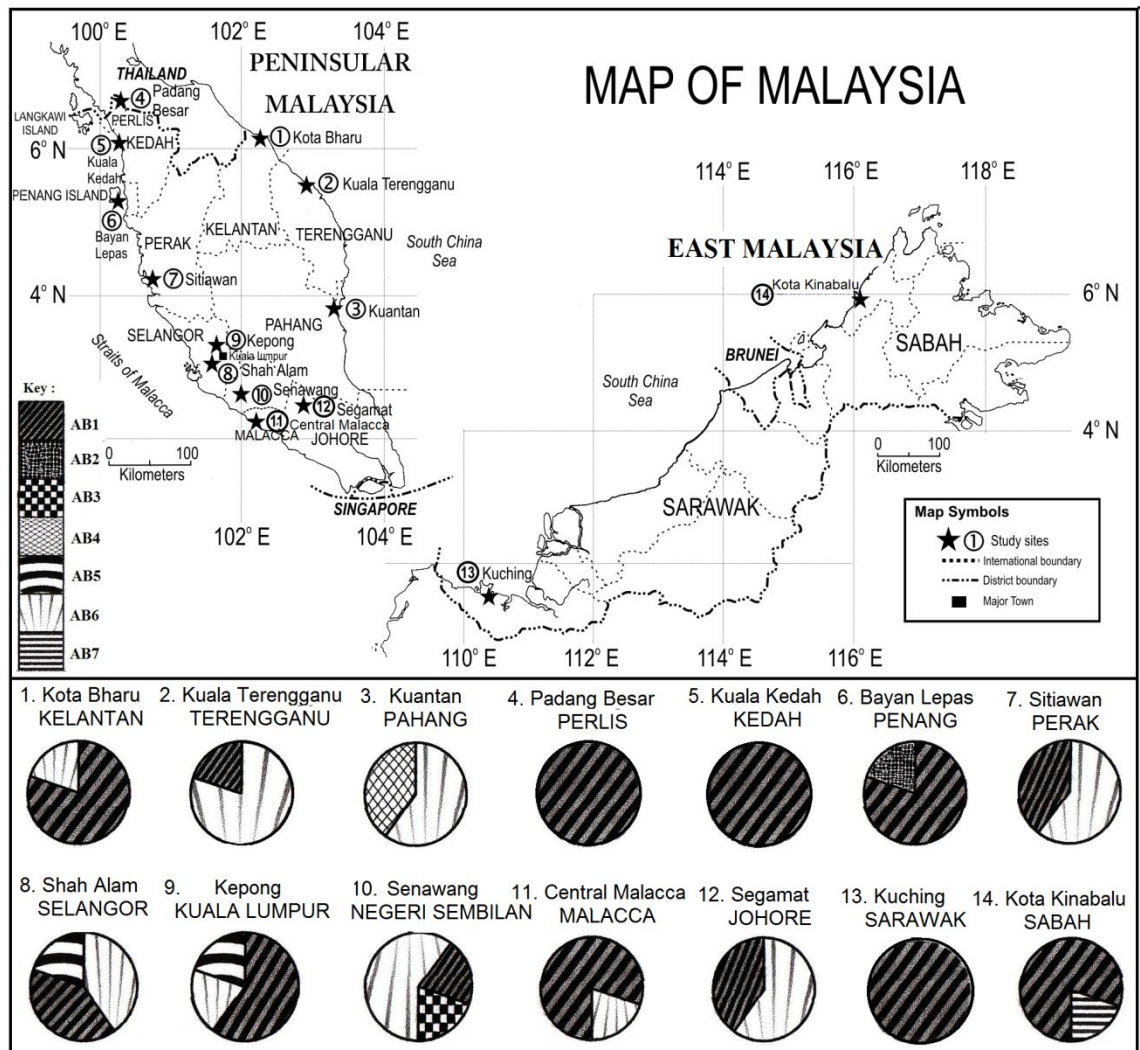 100° E 102° E 104° E
PENINSULAR
MALAYSIA
MAP OF MALAYSIA
THAILAND
④ Padang
Besar
PERLIS
LANGKAWI
ISLAND
⑤ KEDAH
6° N
Kuala
Kedah
① Kota Bharu
② Kuala Terengganu
PENANG ISLAND
⑥
Bayan
Lepas
PERAK
KELANTAN
TERENGGANU
South China
Sea
⑦ Sitiawan
4° N
③ Kuantan
PAHANG
SELANGOR
⑨ Kepong
Kuala Lumpur
⑧ Shah Alam
Straits of Malacca
⑩ Senawang
⑫ Segamat
⑪ Central Malacca
MALACCA
JOHORE
0 100
Kilometers
SINGAPORE
102° E 104° E
Key :
AB1
AB2
AB3
AB4
AB5
AB6
AB7
114° E 116° E 118° E
EAST MALAYSIA
⑭ Kota Kinabalu
6° N
SABAH
BRUNEI
South China
Sea
4° N
0 100
Kilometers
SARAWAK
⑬ Kuching
110° E 112° E 114° E 116° E
Map Symbols
① Study sites
International boundary
District boundary
Major Town
1. Kota Bharu
KELANTAN
2. Kuala Terengganu
TERENGGANU
3. Kuantan
PAHANG
4. Padang Besar
PERLIS
5. Kuala Kedah
KEDAH
6. Bayan Lepas
PENANG
7. Sitiawan
PERAK
8. Shah Alam
SELANGOR
9. Kepong
KUALA LUMPUR
10. Senawang
NEGERI SEMBILAN
11. Central Malacca
MALACCA
12. Segamat
JOHORE
13. Kuching
SARAWAK
14. Kota Kinabalu
SABAH